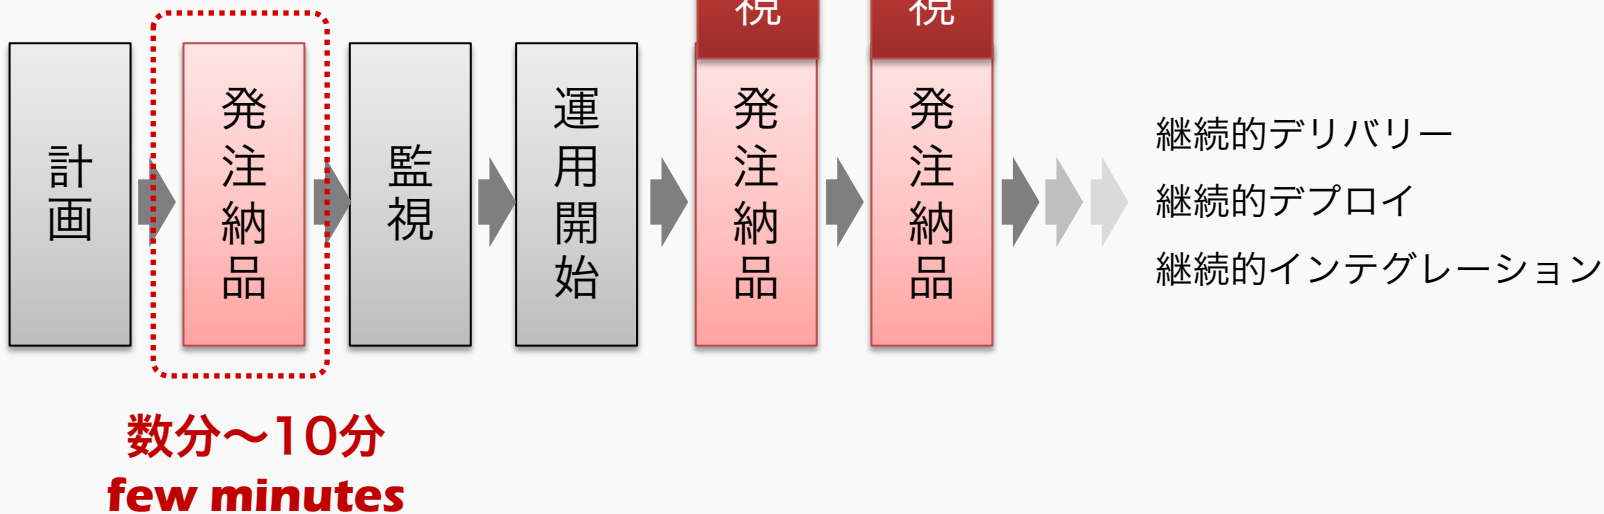 視
視
計画
発注納品
監視
運用開始
発注納品
発注納品
継続的デリバリー
継続的デプロイ
継続的インテグレーション
数分〜10分
few minutes